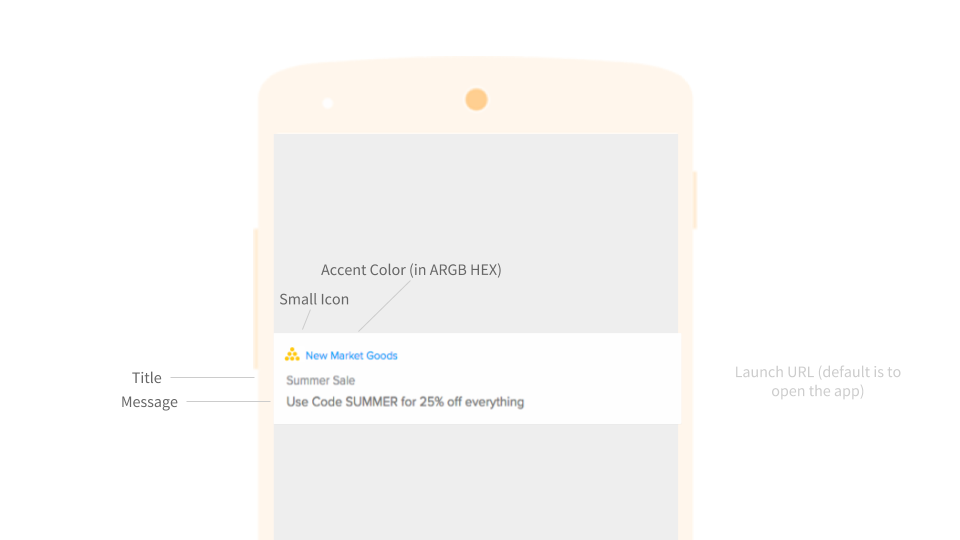 Accent Color (in ARGB HEX)
Small Icon
New Market Goods
Title
Summer Sale
Message
Use Code SUMMER for 25% off everything
Launch URL (default is to
open the app)